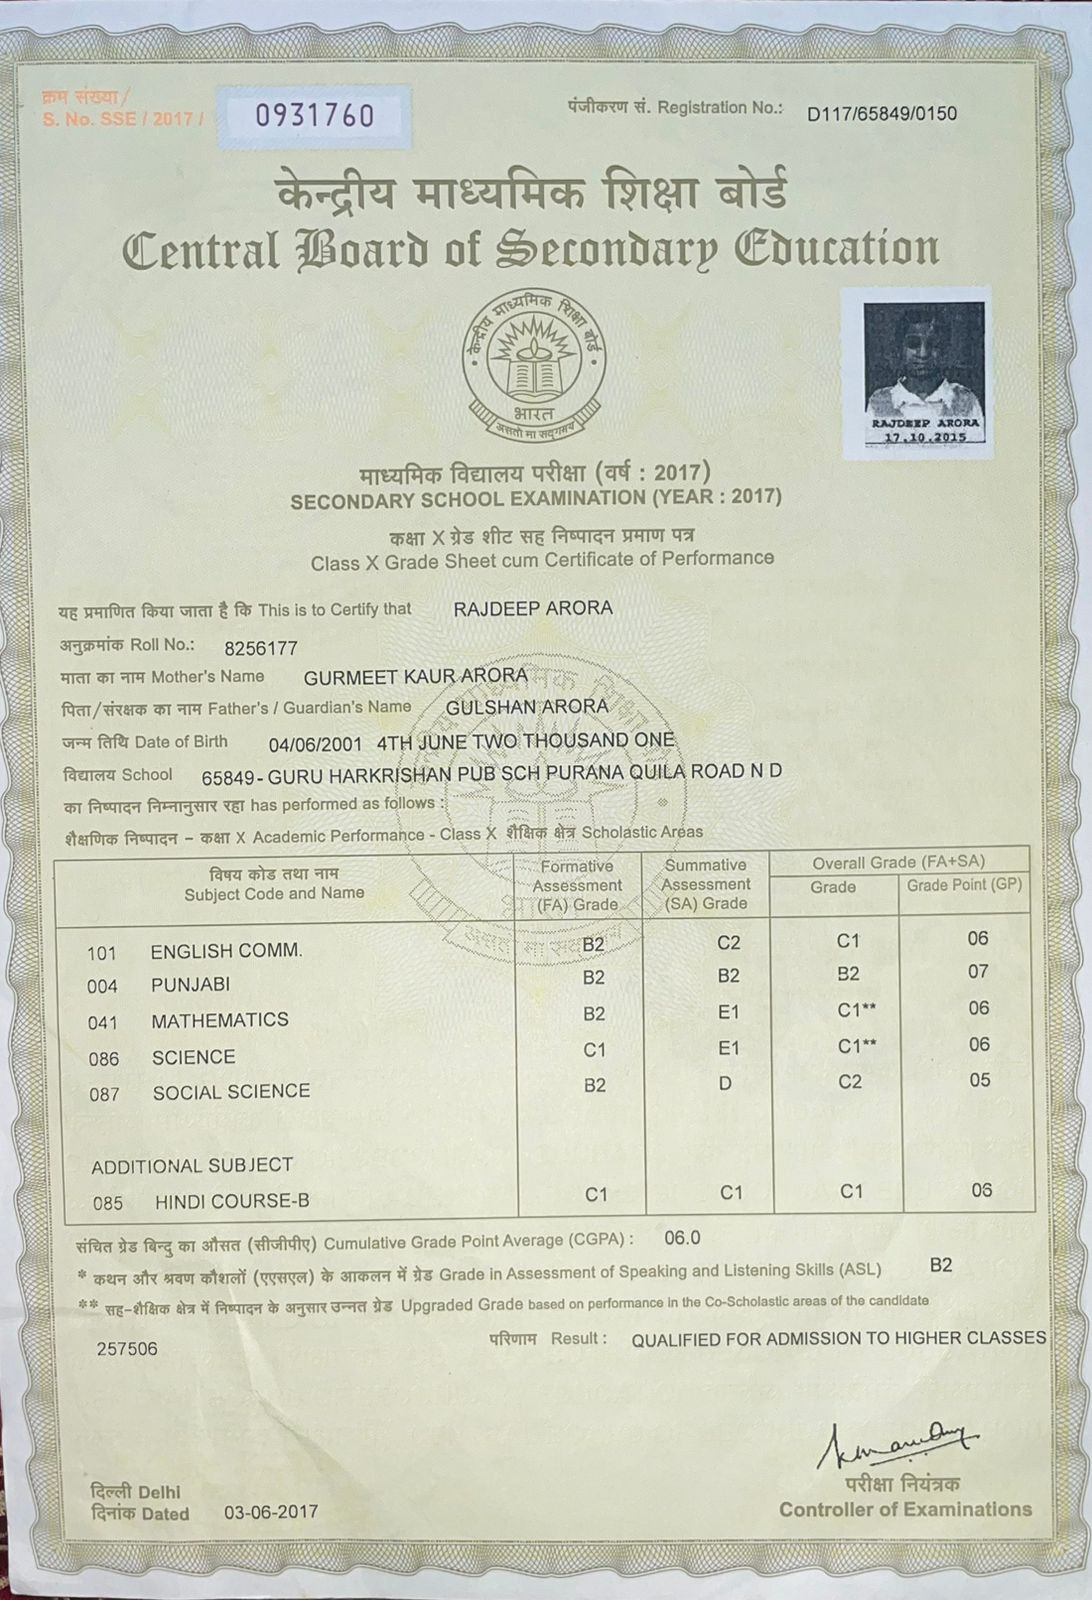 क्रम संख्या/
S. No. SSE / 2017 /
0931760
पंजीकरण सं. Registration No.: D117/65849/0150
केन्द्रीय माध्यमिक शिक्षा बोर्ड
Central Board of Secondary Education
केन्द्रीय माध्यमिक शिक्षा बोर्ड
भारत
असतो मा सद्गमय
RAJDEEP ARORA
17.10.2015
माध्यमिक विद्यालय परीक्षा (वर्ष : 2017)
SECONDARY SCHOOL EXAMINATION (YEAR : 2017)
कक्षा X ग्रेड शीट सह निष्पादन प्रमाण पत्र
Class X Grade Sheet cum Certificate of Performance
यह प्रमाणित किया जाता है कि This is to Certify that RAJDEEP ARORA
अनुक्रमांक Roll No.: 8256177
माता का नाम Mother's Name GURMEET KAUR ARORA
पिता/संरक्षक का नाम Father's / Guardian's Name GULSHAN ARORA
जन्म तिथि Date of Birth 04/06/2001 4TH JUNE TWO THOUSAND ONE
विद्यालय School 65849- GURU HARKRISHAN PUB SCH PURANA QUILA ROAD N D
का निष्पादन निम्नानुसार रहा has performed as follows :
शैक्षणिक निष्पादन – कक्षा X Academic Performance - Class X शैक्षिक क्षेत्र Scholastic Areas
विषय कोड तथा नाम
Subject Code and Name
Formative
Assessment
(FA) Grade
Summative
Assessment
(SA) Grade
Overall Grade (FA+SA)
Grade
Grade Point (GP)
101 ENGLISH COMM. B2 C2 C1 06
004 PUNJABI B2 B2 B2 07
041 MATHEMATICS B2 E1 C1** 06
086 SCIENCE C1 E1 C1** 06
087 SOCIAL SCIENCE B2 D C2 05
ADDITIONAL SUBJECT
085 HINDI COURSE-B C1 C1 C1 06
संचित ग्रेड बिन्दु का औसत (सीजीपीए) Cumulative Grade Point Average (CGPA) : 06.0
* कथन और श्रवण कौशलों (एएसएल) के आकलन में ग्रेड Grade in Assessment of Speaking and Listening Skills (ASL) B2
** सह–शैक्षिक क्षेत्र में निष्पादन के अनुसार उन्नत ग्रेड Upgraded Grade based on performance in the Co-Scholastic areas of the candidate
257506
परिणाम Result : QUALIFIED FOR ADMISSION TO HIGHER CLASSES
परीक्षा नियंत्रक
Controller of Examinations
दिल्ली Delhi
दिनांक Dated 03-06-2017